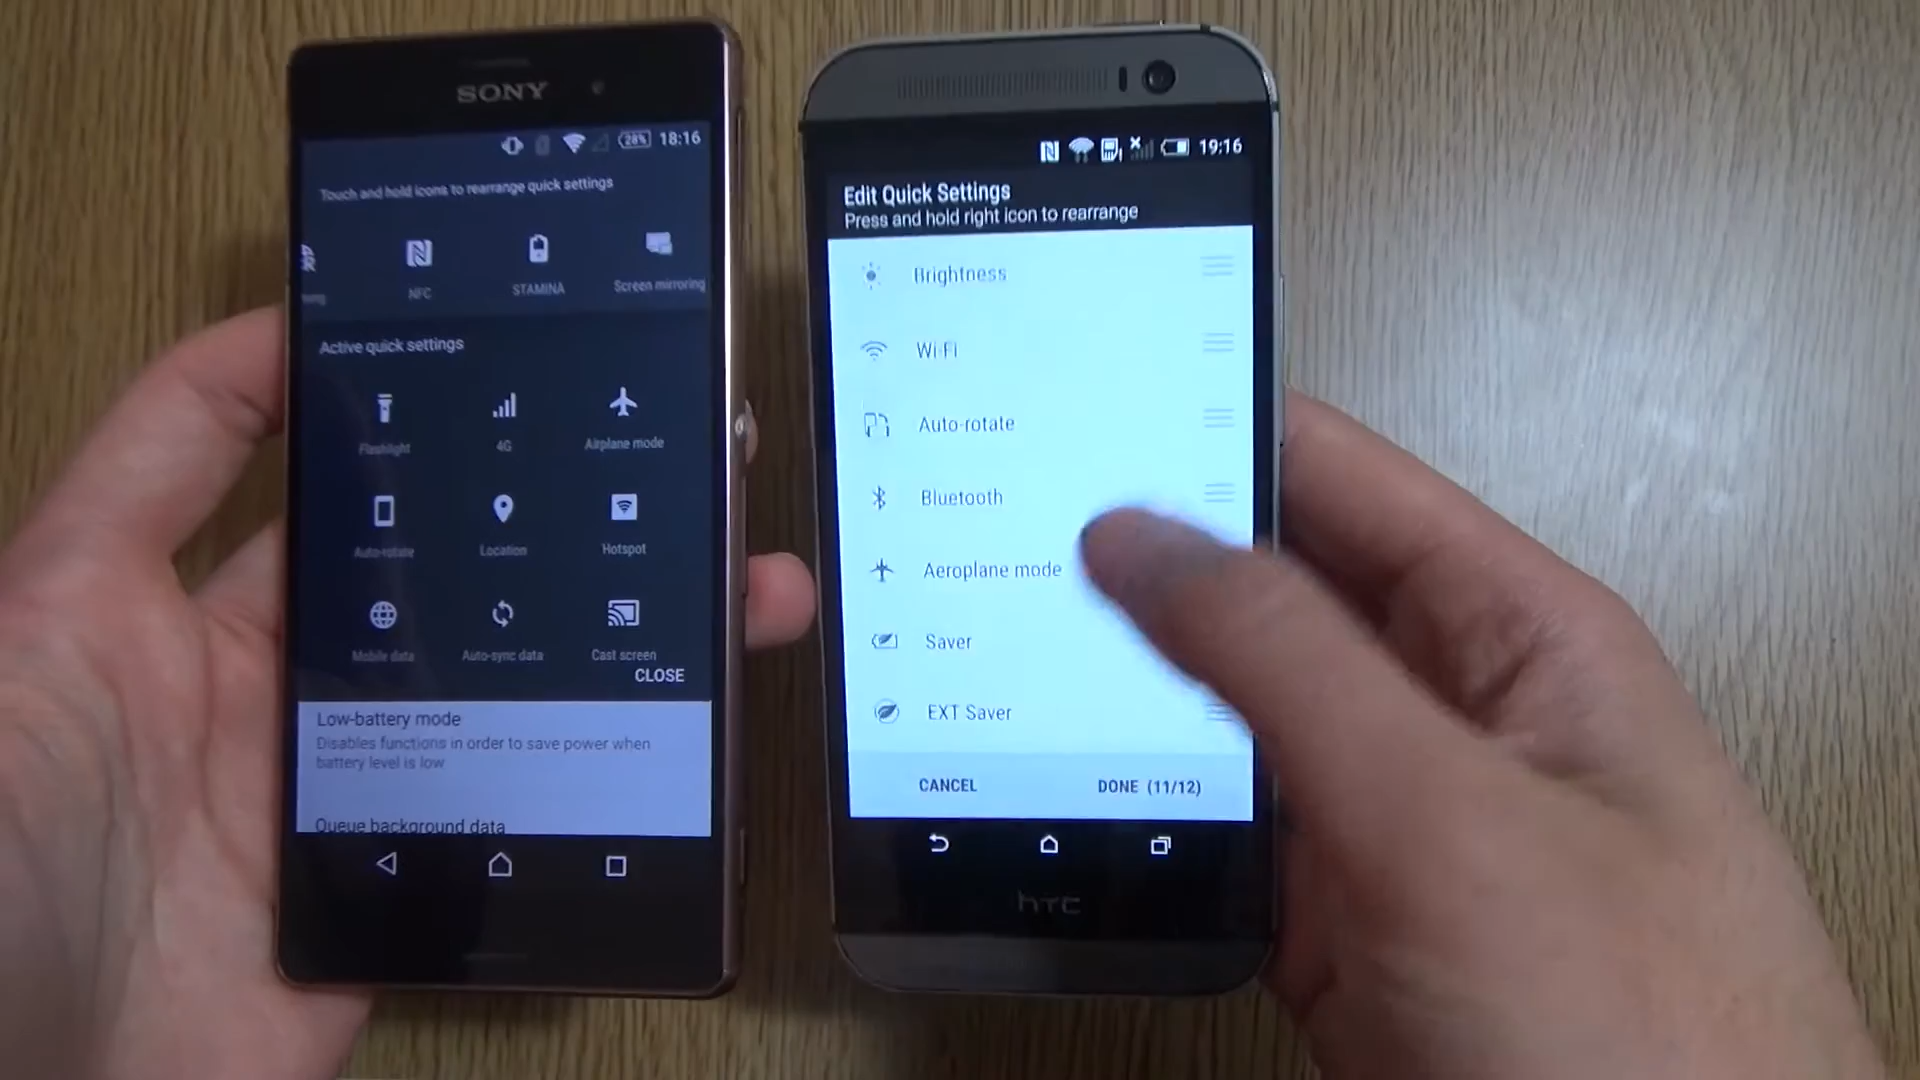 SONY
28% 18:16
Touch and hold icons to rearrange quick settings
NFC STAMINA Screen mirroring
Active quick settings
Flashlight 4G Airplane mode
Auto-rotate Location Hotspot
Mobile data Auto-sync data Cast screen
CLOSE
Low-battery mode
Disables functions in order to save power when
battery level is low
Queue background data
19:16
Edit Quick Settings
Press and hold right icon to rearrange
Brightness
Wi-Fi
Auto-rotate
Bluetooth
Aeroplane mode
Saver
EXT Saver
CANCEL DONE (11/12)
hTC